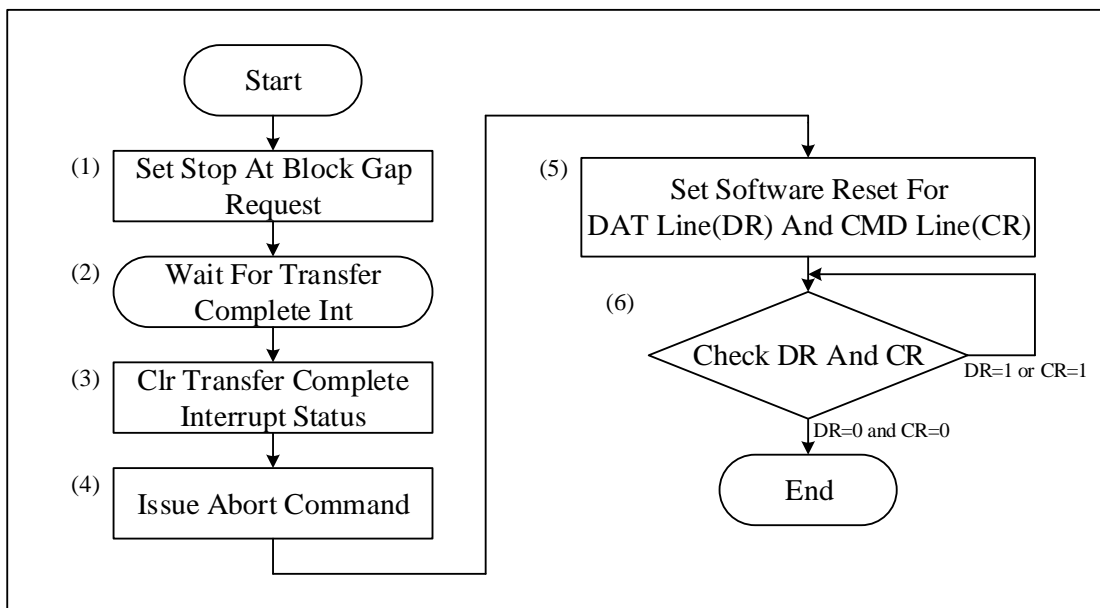 Start
(1)
Set Stop At Block Gap
Request
(2)
Wait For Transfer
Complete Int
(3)
Clr Transfer Complete
Interrupt Status
(4)
Issue Abort Command
(5)
Set Software Reset For
DAT Line(DR) And CMD Line(CR)
(6)
Check DR And CR
DR=1 or CR=1
DR=0 and CR=0
End